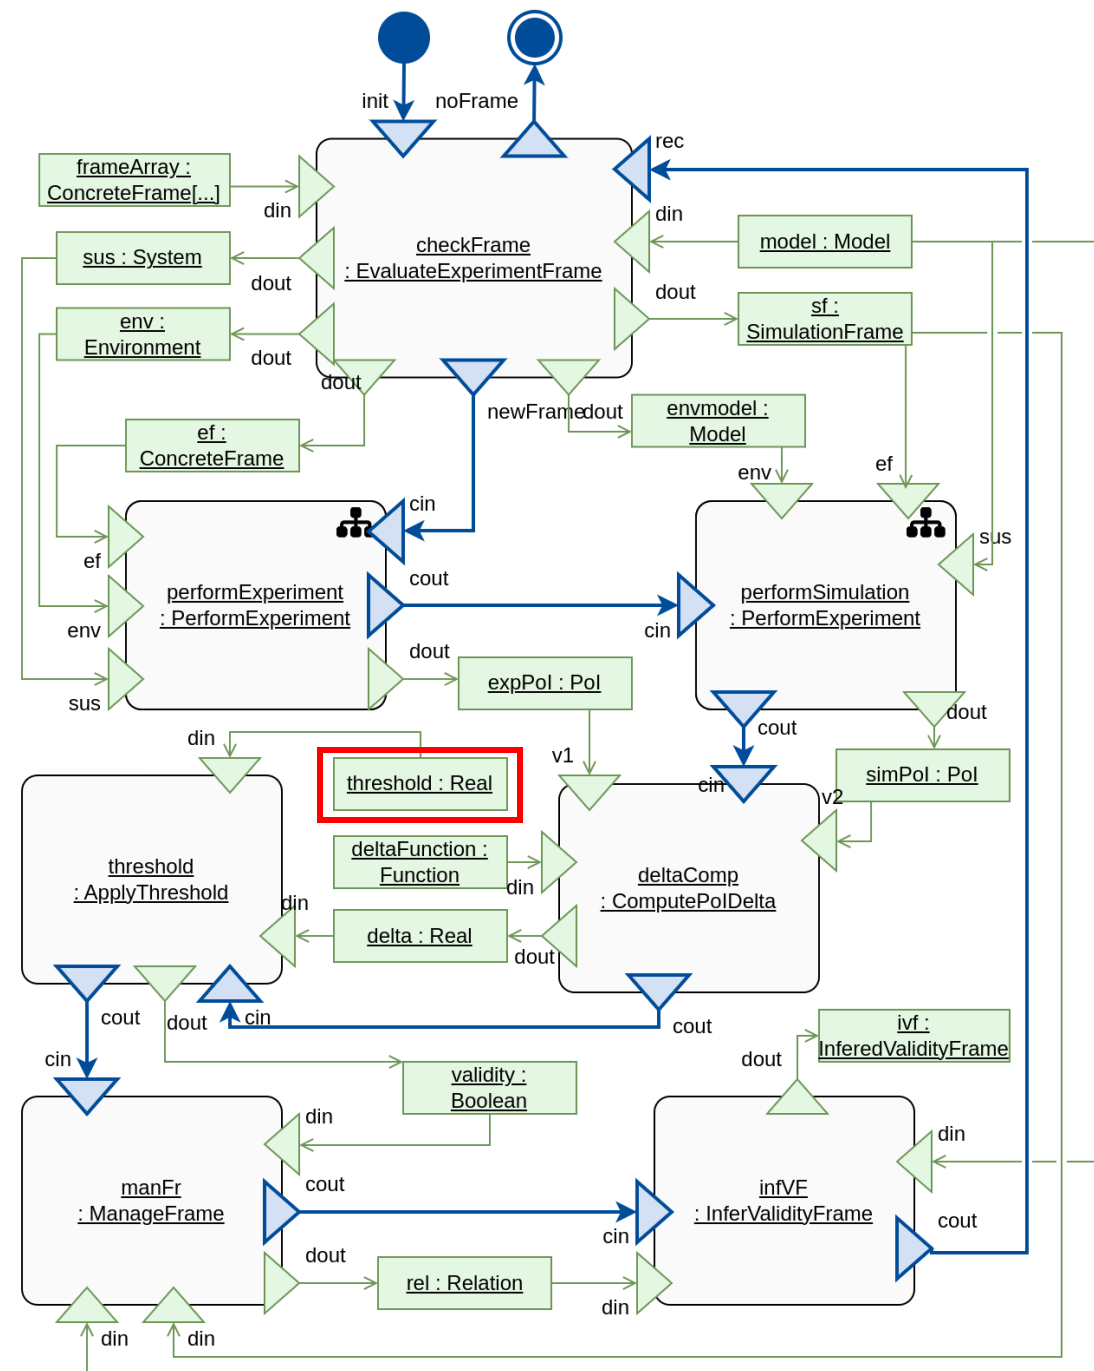 init
noFrame
rec
frameArray :
ConcreteFrame[...]
din
din
model : Model
sus : System
dout
checkFrame
: EvaluateExperimentFrame
dout
sf :
SimulationFrame
env :
Environment
dout
dout
newFrame
dout
envmodel :
Model
ef :
ConcreteFrame
env
ef
cin
sus
ef
cout
performExperiment
: PerformExperiment
performSimulation
: PerformExperiment
env
cin
dout
sus
expPoI : PoI
dout
cout
din
v1
threshold : Real
cin
simPoI : PoI
v2
deltaFunction :
Function
din
threshold
: ApplyThreshold
deltaComp
: ComputePoIDelta
din
delta : Real
dout
cout
dout
cin
cout
ivf :
InferedValidityFrame
cin
dout
validity :
Boolean
din
din
cout
manFr
: ManageFrame
infVF
: InferValidityFrame
cout
cin
dout
rel : Relation
din
din
din